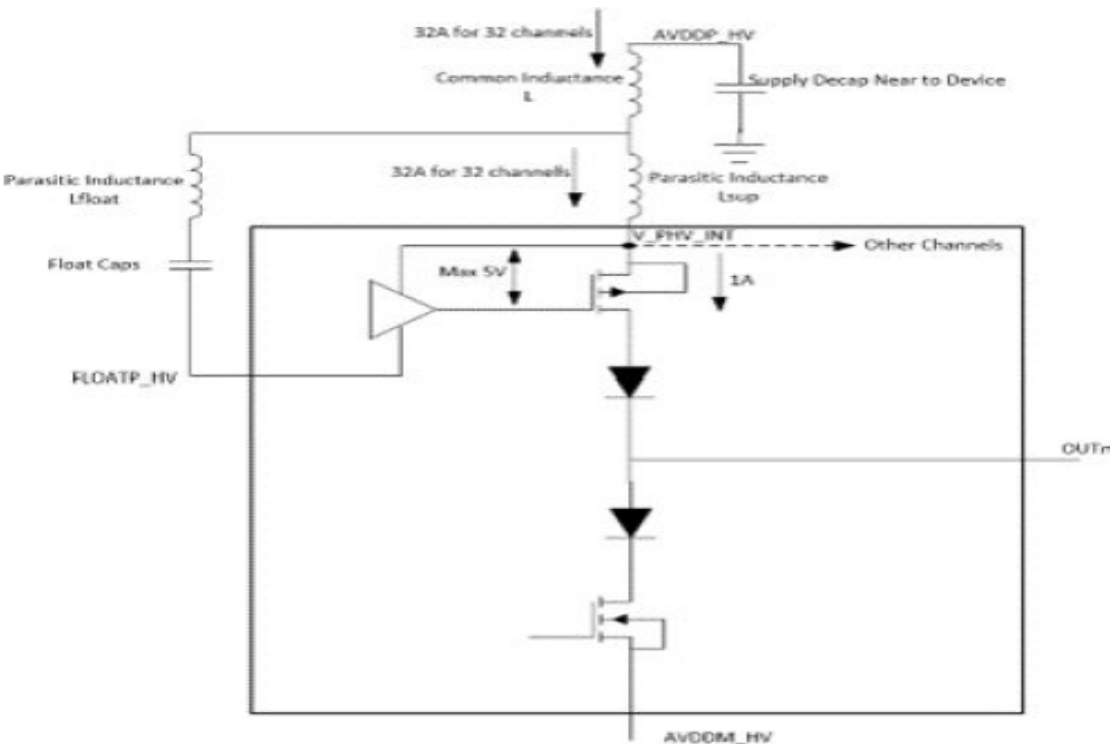 32A for 32 channels
AVDDP_HV
Common Inductance
L
Supply Decap Near to Device
32A for 32 channells
Parasitic Inductance
Lfloat
Parasitic Inductance
Lsup
V_PHV_INT
Other Channels
Float Caps
Max 5V
1A
FLOATP_HV
OUTn
AVDDM_HV